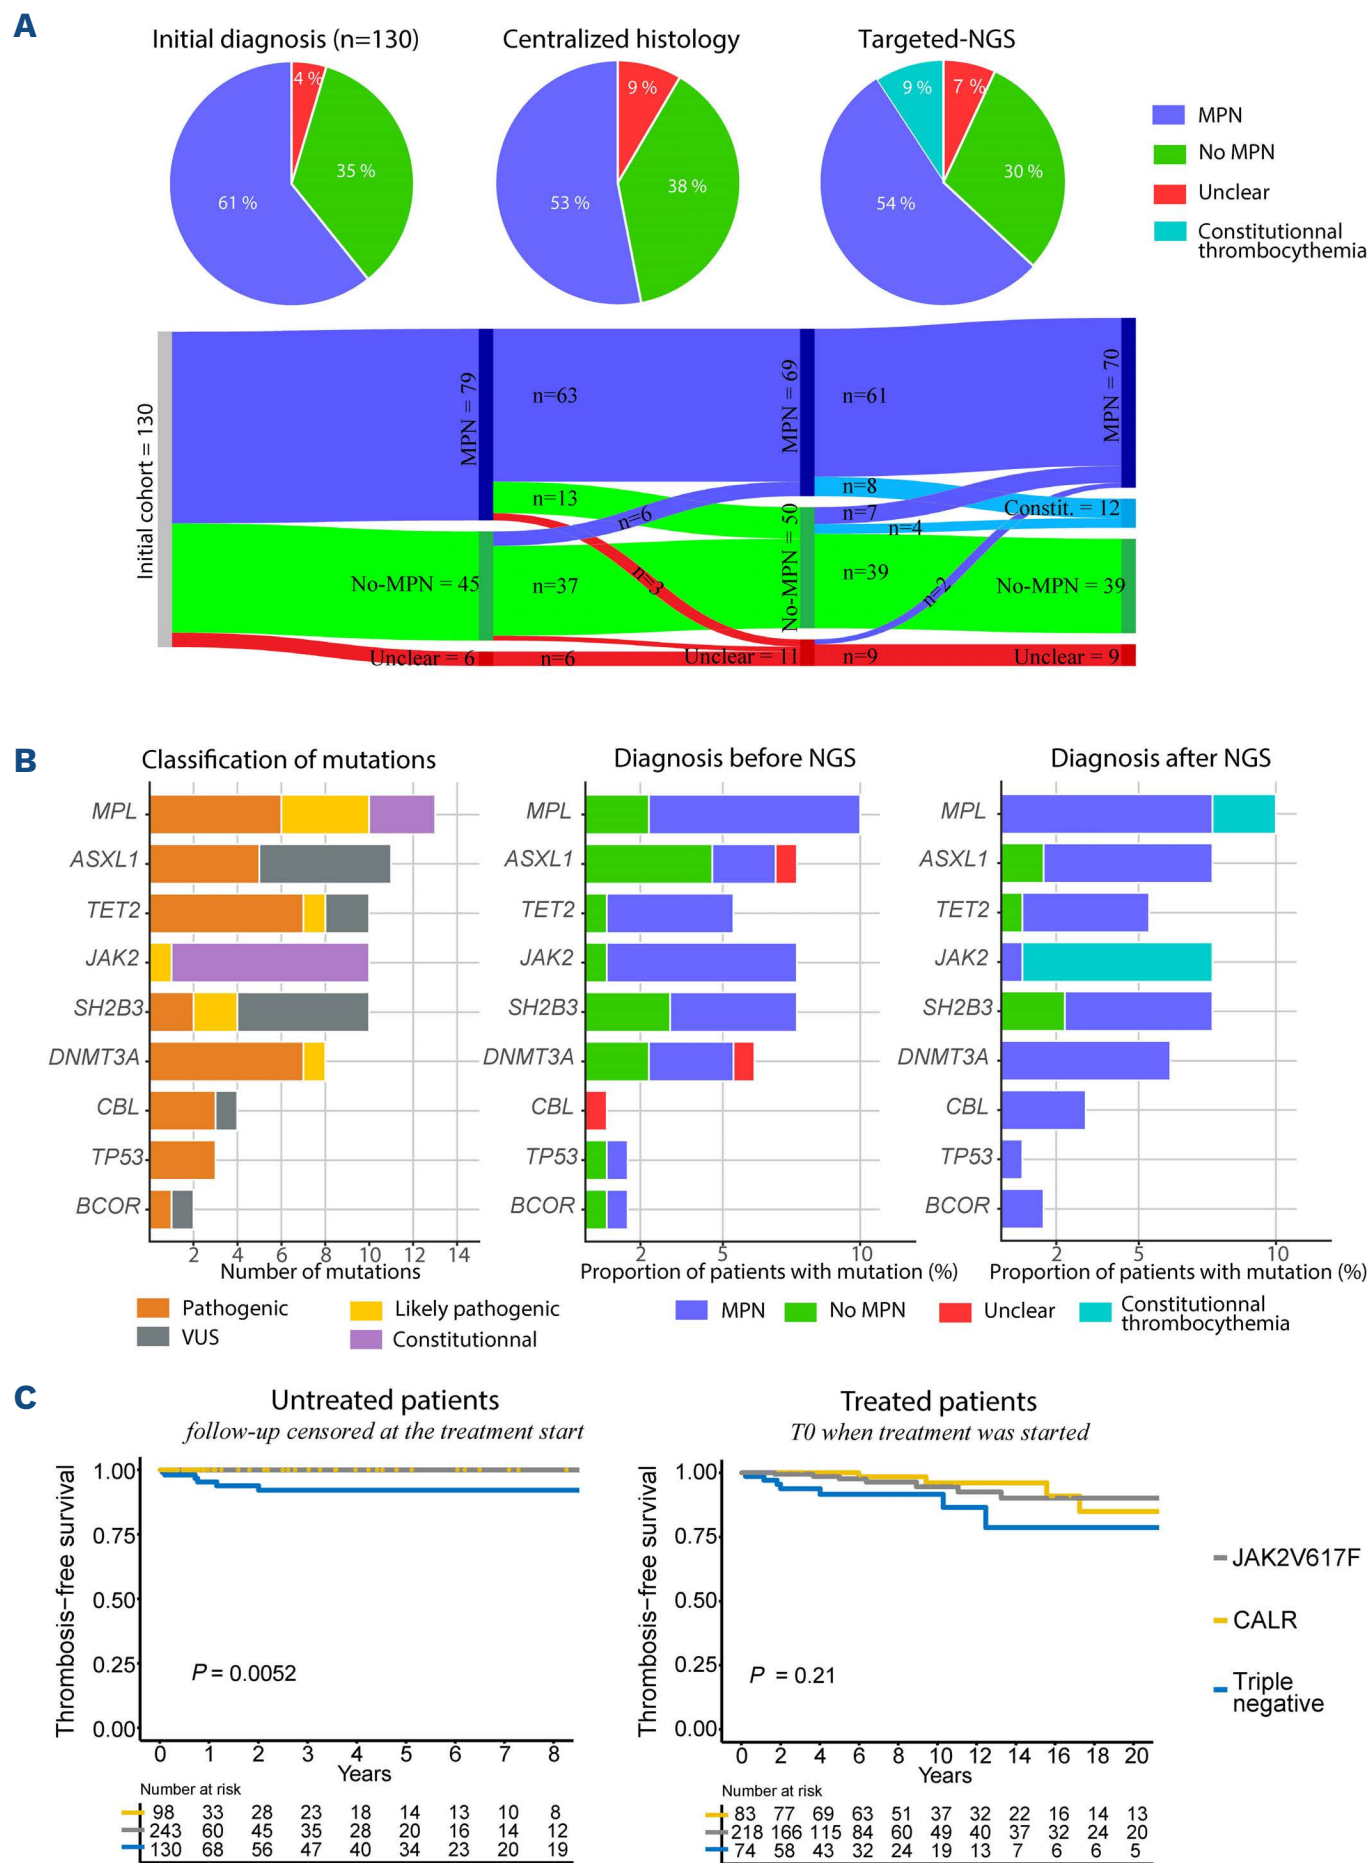 A
Initial diagnosis (n=130)
Centralized histology
Targeted-NGS
4 %
35 %
61 %
9 %
38 %
53 %
9 %
7 %
30 %
54 %
MPN
No MPN
Unclear
Constitutionnal
thrombocythemia
Initial cohort = 130
MPN = 79
No-MPN = 45
Unclear = 6
n=63
n=13
n=6
n=3
n=37
n=6
MPN = 69
No-MPN = 50
Unclear = 11
n=61
n=8
n=7
n=4
n=39
n=2
n=9
MPN = 70
Constit. = 12
No-MPN = 39
Unclear = 9
B
Classification of mutations
MPL
ASXL1
TET2
JAK2
SH2B3
DNMT3A
CBL
TP53
BCOR
2 4 6 8 10 12 14
Number of mutations
Pathogenic
Likely pathogenic
VUS
Constitutionnal
Diagnosis before NGS
MPL
ASXL1
TET2
JAK2
SH2B3
DNMT3A
CBL
TP53
BCOR
2 5 10
Proportion of patients with mutation (%)
Diagnosis after NGS
MPL
ASXL1
TET2
JAK2
SH2B3
DNMT3A
CBL
TP53
BCOR
2 5 10
Proportion of patients with mutation (%)
MPN
No MPN
Unclear
Constitutionnal
thrombocythemia
C
Untreated patients
follow-up censored at the treatment start
Thrombosis-free survival
1.00
0.75
0.50
0.25
0.00
P = 0.0052
0 1 2 3 4 5 6 7 8
Years
Number at risk
98 33 28 23 18 14 13 10 8
243 60 45 35 28 20 16 14 12
130 68 56 47 40 34 23 20 19
Treated patients
T0 when treatment was started
Thrombosis-free survival
1.00
0.75
0.50
0.25
0.00
P = 0.21
0 2 4 6 8 10 12 14 16 18 20
Years
Number at risk
83 77 69 63 51 37 32 22 16 14 13
218 166 115 84 60 49 40 37 32 24 20
74 58 43 32 24 19 13 7 6 6 5
JAK2V617F
CALR
Triple
negative